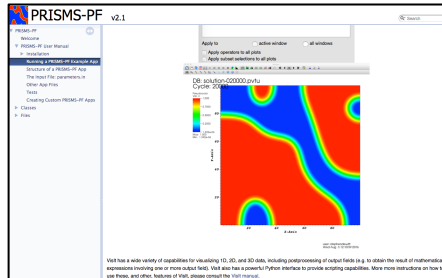 PRISMS-PF v2.1
Search
PRISMS-PF
Welcome
PRISMS-PF User Manual
Installation
Running a PRISMS-PF Example App
Structure of a PRISMS-PF App
The Input File: parameters.in
Other App Files
Tests
Creating Custom PRISMS-PF Apps
Classes
Files
Apply to active window all windows
Apply operators to all plots
Apply subset selections to all plots
DB: solution-020000.pvtu
Cycle: 20000
Y-Axis
X-Axis
20 40 60 80
VisIt has a wide variety of capabilities for visualizing 1D, 2D, and 3D data, including postprocessing of output fields (e.g. to obtain the result of mathematica
expressions involving one or more output field). VisIt also has a powerful Python interface to provide scripting capabilities. More more instructions on how t
use these, and other, features of VisIt, please consult the VisIt manual.